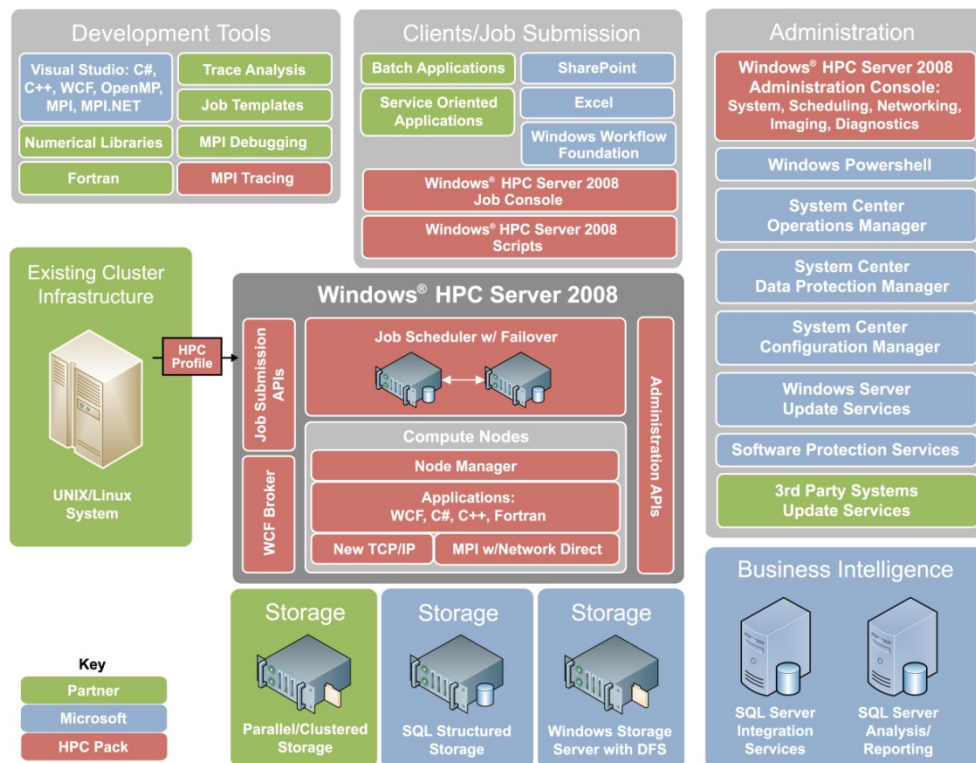 Development Tools
Visual Studio: C#,
C++, WCF, OpenMP,
MPI, MPI.NET
Numerical Libraries
Fortran
Trace Analysis
Job Templates
MPI Debugging
MPI Tracing
Clients/Job Submission
Batch Applications
Service Oriented
Applications
SharePoint
Excel
Windows Workflow
Foundation
Windows® HPC Server 2008
Job Console
Windows® HPC Server 2008
Scripts
Administration
Windows® HPC Server 2008
Administration Console:
System, Scheduling, Networking,
Imaging, Diagnostics
Windows Powershell
System Center
Operations Manager
System Center
Data Protection Manager
System Center
Configuration Manager
Windows Server
Update Services
Software Protection Services
3rd Party Systems
Update Services
Existing Cluster
Infrastructure
UNIX/Linux
System
HPC
Profile
Windows® HPC Server 2008
Job Submission
APIs
WCF Broker
Job Scheduler w/ Failover
Compute Nodes
Node Manager
Applications:
WCF, C#, C++, Fortran
New TCP/IP
MPI w/Network Direct
Administration APIs
Storage
Parallel/Clustered
Storage
Storage
SQL Structured
Storage
Storage
Windows Storage
Server with DFS
Business Intelligence
SQL Server
Integration
Services
SQL Server
Analysis/
Reporting
Key
Partner
Microsoft
HPC Pack